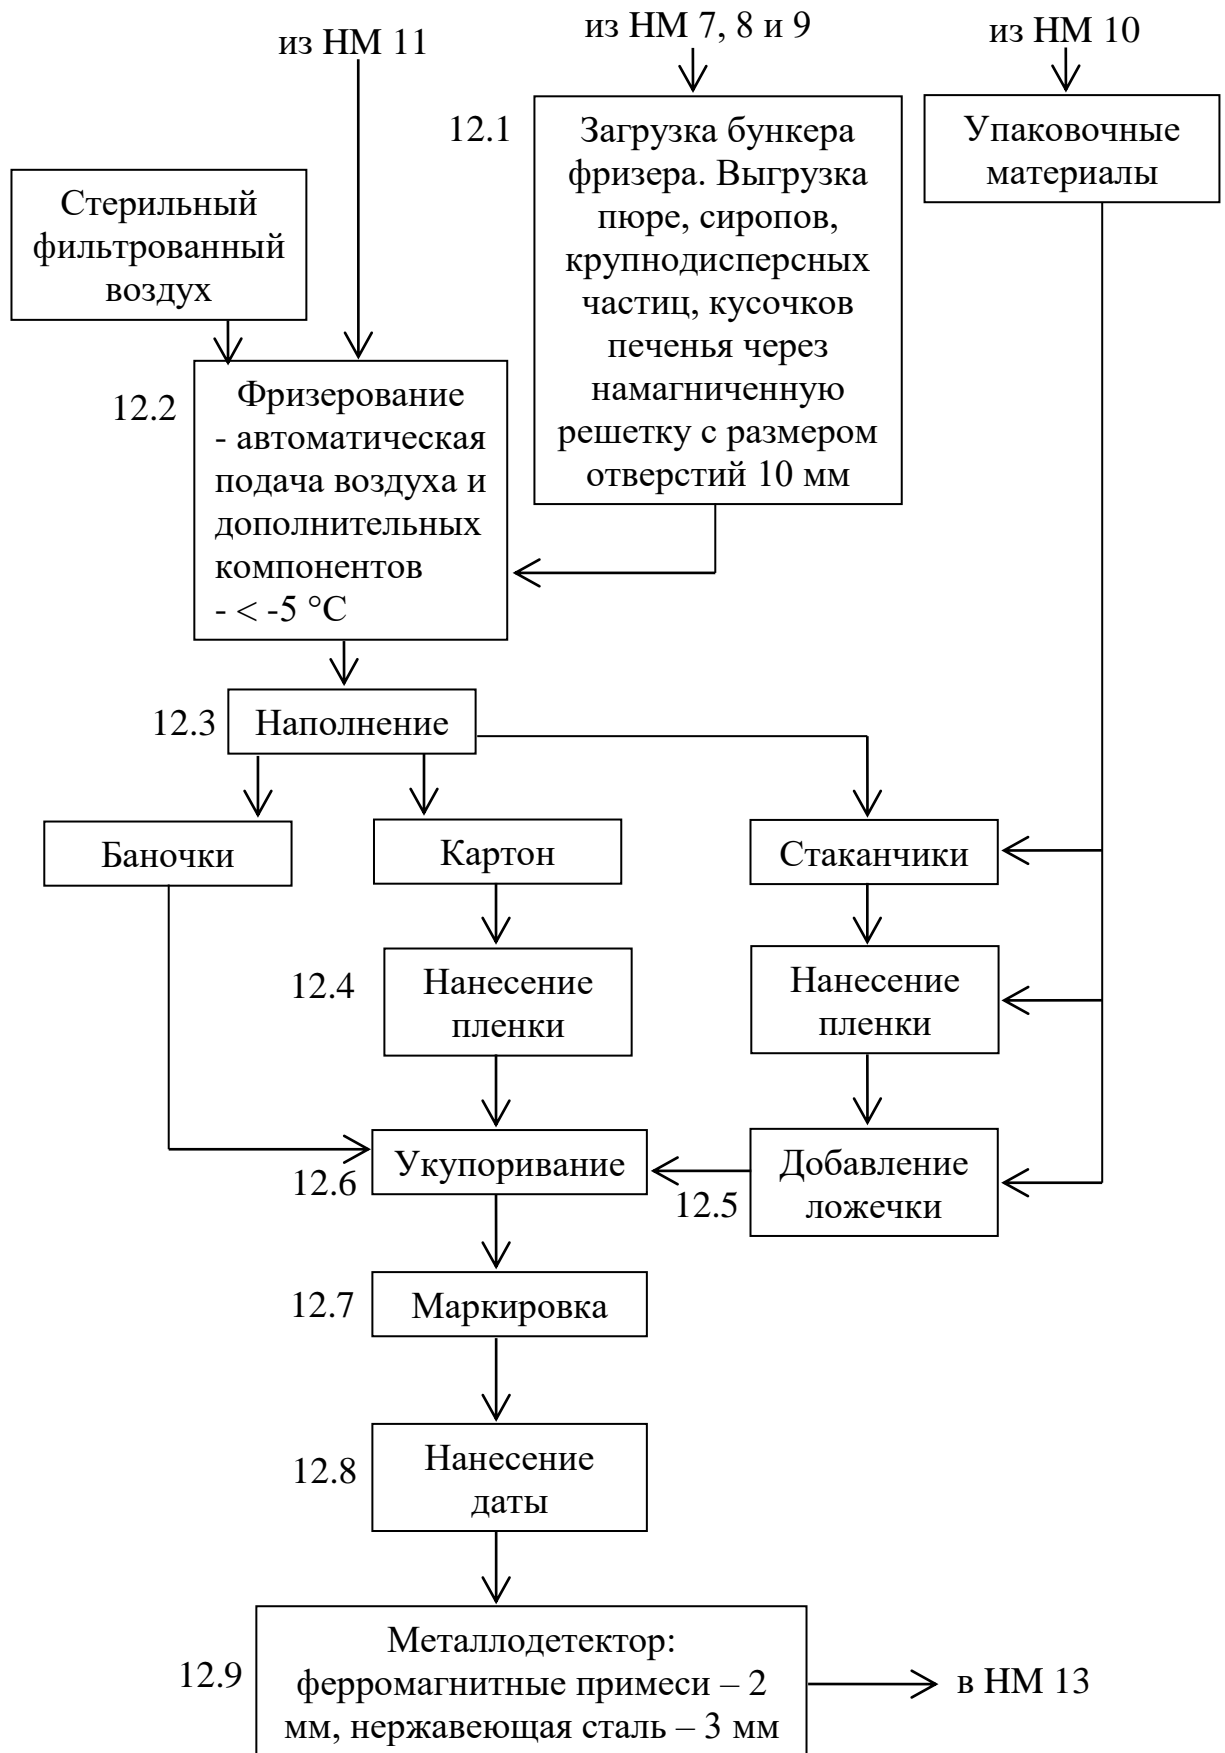 из НМ 11
из НМ 7, 8 и 9
из НМ 10
12.1
Загрузка бункера
фризера. Выгрузка
пюре, сиропов,
крупнодисперсных
частиц, кусочков
печенья через
намагниченную
решетку с размером
отверстий 10 мм
Упаковочные
материалы
Стерильный
фильтрованный
воздух
12.2
Фризерование
- автоматическая
подача воздуха и
дополнительных
компонентов
- < -5 °С
12.3
Наполнение
Баночки
Картон
Стаканчики
12.4
Нанесение
пленки
Нанесение
пленки
12.6
Укупоривание
12.5
Добавление
ложечки
12.7
Маркировка
12.8
Нанесение
даты
12.9
Металлодетектор:
ферромагнитные примеси – 2
мм, нержавеющая сталь – 3 мм
в НМ 13